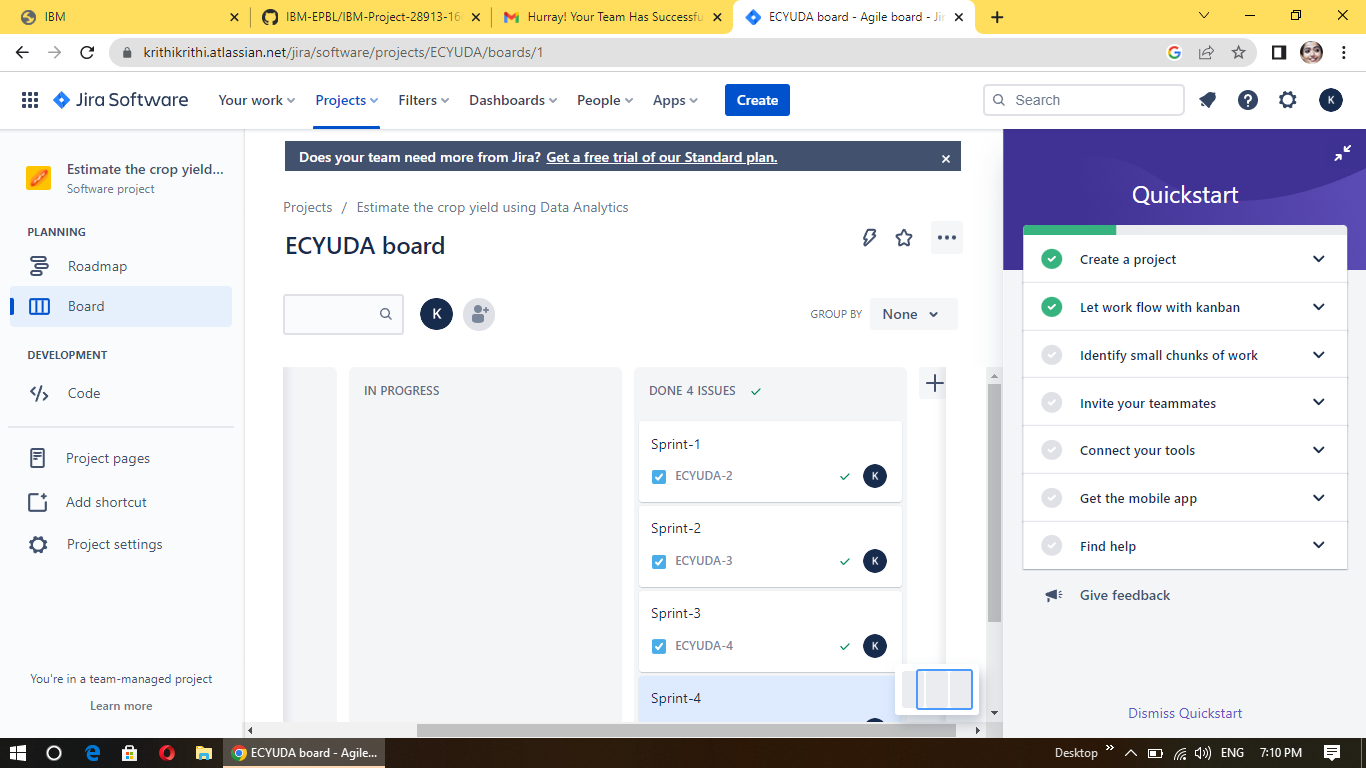 IBM
IBM-EPBL/IBM-Project-28913-16
Hurray! Your Team Has Successfu
ECYUDA board - Agile board - Jir
krithikrithi.atlassian.net/jira/software/projects/ECYUDA/boards/1
Jira Software
Your work
Projects
Filters
Dashboards
People
Apps
Create
Search
K
Estimate the crop yield...
Software project
PLANNING
Roadmap
Board
DEVELOPMENT
Code
Project pages
Add shortcut
Project settings
You're in a team-managed project
Learn more
Does your team need more from Jira? Get a free trial of our Standard plan.
Projects / Estimate the crop yield using Data Analytics
ECYUDA board
K
GROUP BY
None
IN PROGRESS
DONE 4 ISSUES
Sprint-1
ECYUDA-2
K
Sprint-2
ECYUDA-3
K
Sprint-3
ECYUDA-4
K
Sprint-4
Quickstart
Create a project
Let work flow with kanban
Identify small chunks of work
Invite your teammates
Connect your tools
Get the mobile app
Find help
Give feedback
Dismiss Quickstart
ECYUDA board - Agile...
Desktop
ENG
7:10 PM